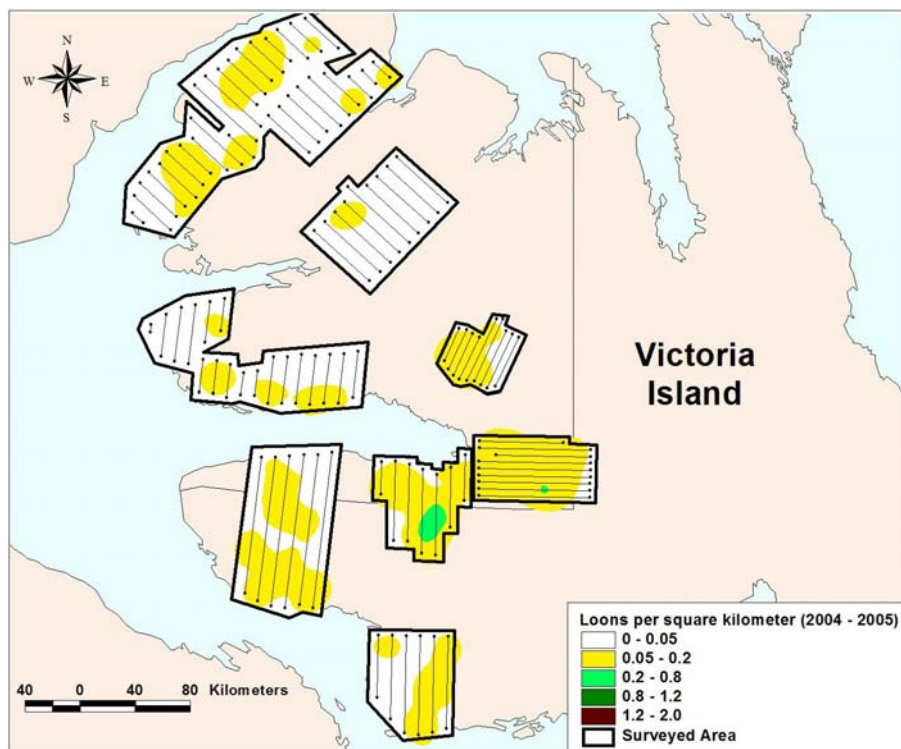 N
W E
S
Victoria
Island
Loons per square kilometer (2004 - 2005)
0 - 0.05
0.05 - 0.2
0.2 - 0.8
0.8 - 1.2
1.2 - 2.0
Surveyed Area
40 0 40 80 Kilometers